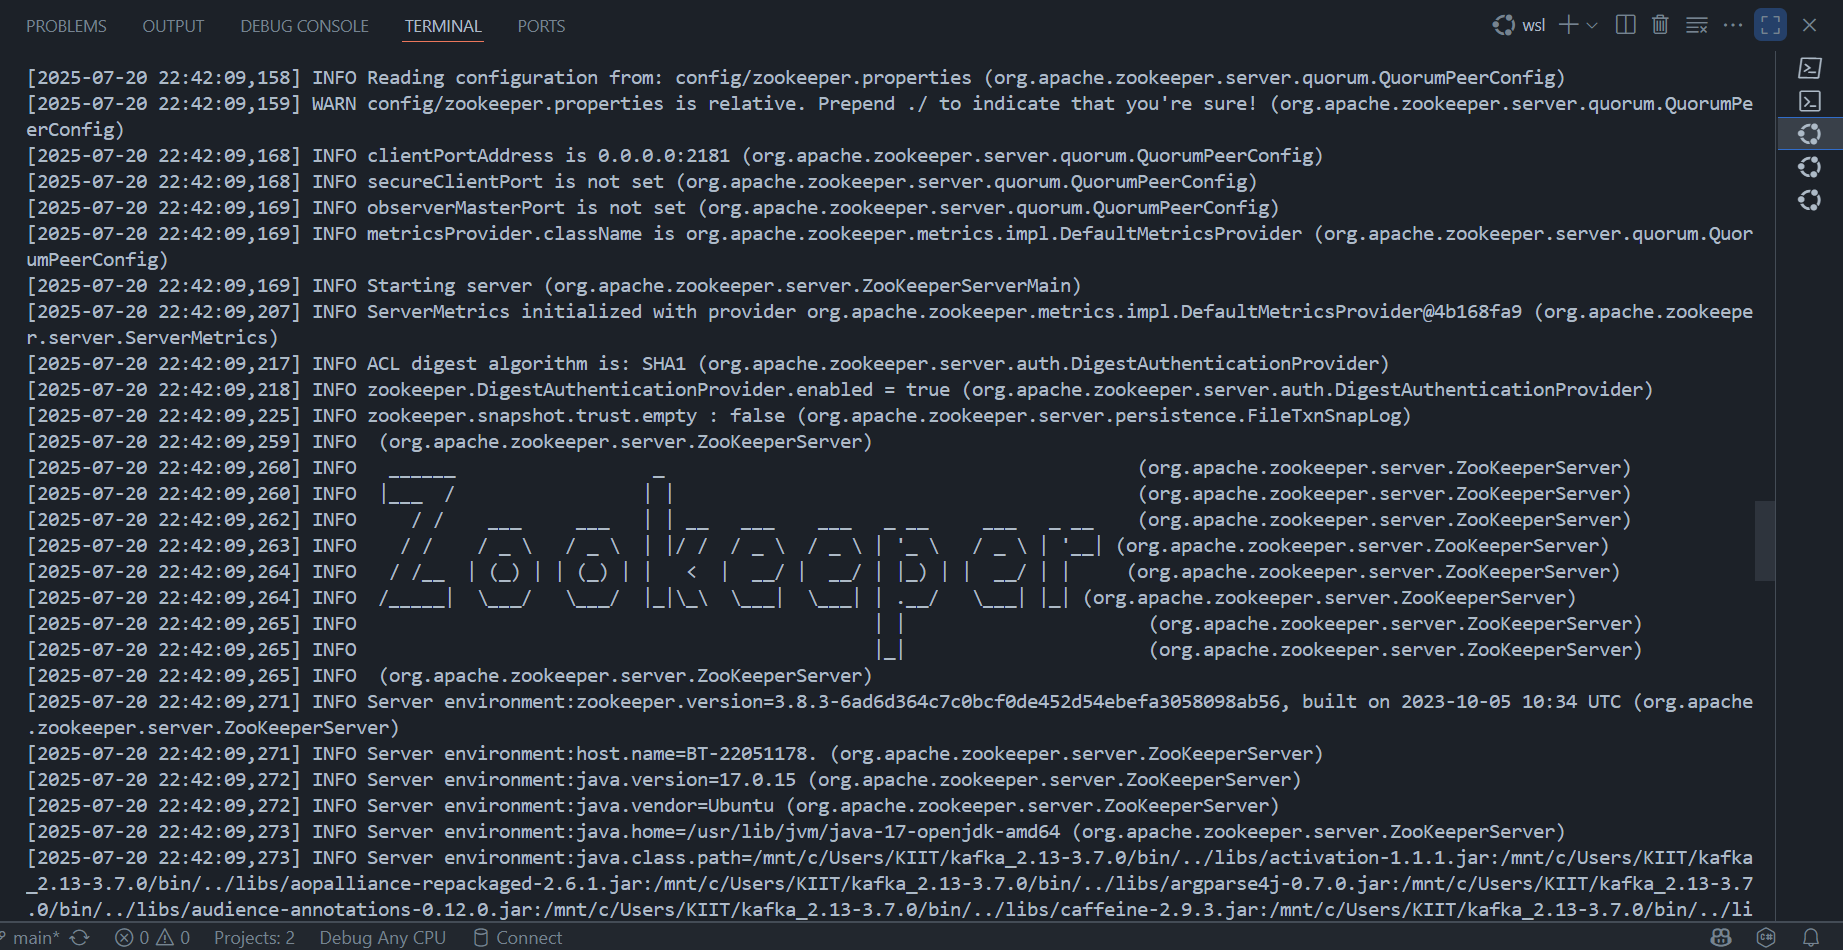 PROBLEMS OUTPUT DEBUG CONSOLE TERMINAL PORTS wsl
[2025-07-20 22:42:09,158] INFO Reading configuration from: config/zookeeper.properties (org.apache.zookeeper.server.quorum.QuorumPeerConfig)
[2025-07-20 22:42:09,159] WARN config/zookeeper.properties is relative. Prepend ./ to indicate that you're sure! (org.apache.zookeeper.server.quorum.QuorumPe
erConfig)
[2025-07-20 22:42:09,168] INFO clientPortAddress is 0.0.0.0:2181 (org.apache.zookeeper.server.quorum.QuorumPeerConfig)
[2025-07-20 22:42:09,168] INFO secureClientPort is not set (org.apache.zookeeper.server.quorum.QuorumPeerConfig)
[2025-07-20 22:42:09,169] INFO observerMasterPort is not set (org.apache.zookeeper.server.quorum.QuorumPeerConfig)
[2025-07-20 22:42:09,169] INFO metricsProvider.className is org.apache.zookeeper.metrics.impl.DefaultMetricsProvider (org.apache.zookeeper.server.quorum.Quor
umPeerConfig)
[2025-07-20 22:42:09,169] INFO Starting server (org.apache.zookeeper.server.ZooKeeperServerMain)
[2025-07-20 22:42:09,207] INFO ServerMetrics initialized with provider org.apache.zookeeper.metrics.impl.DefaultMetricsProvider@4b168fa9 (org.apache.zookeepe
r.server.ServerMetrics)
[2025-07-20 22:42:09,217] INFO ACL digest algorithm is: SHA1 (org.apache.zookeeper.server.auth.DigestAuthenticationProvider)
[2025-07-20 22:42:09,218] INFO zookeeper.DigestAuthenticationProvider.enabled = true (org.apache.zookeeper.server.auth.DigestAuthenticationProvider)
[2025-07-20 22:42:09,225] INFO zookeeper.snapshot.trust.empty : false (org.apache.zookeeper.server.persistence.FileTxnSnapLog)
[2025-07-20 22:42:09,259] INFO  (org.apache.zookeeper.server.ZooKeeperServer)
[2025-07-20 22:42:09,260] INFO   ______                  _                                           (org.apache.zookeeper.server.ZooKeeperServer)
[2025-07-20 22:42:09,260] INFO  |___  /                 | |                                          (org.apache.zookeeper.server.ZooKeeperServer)
[2025-07-20 22:42:09,262] INFO     / /    ___     ___   | | __   ___    ___   _ __     ___   _ __    (org.apache.zookeeper.server.ZooKeeperServer)
[2025-07-20 22:42:09,263] INFO    / /    / _ \   / _ \  | |/ /  / _ \  / _ \ | '_ \   / _ \ | '__| (org.apache.zookeeper.server.ZooKeeperServer)
[2025-07-20 22:42:09,264] INFO   / /__  | (_) | | (_) | |   <  |  __/ |  __/ | |_) | |  __/ | |     (org.apache.zookeeper.server.ZooKeeperServer)
[2025-07-20 22:42:09,264] INFO  /_____|  \___/   \___/  |_|\_\  \___|  \___| | .__/   \___| |_| (org.apache.zookeeper.server.ZooKeeperServer)
[2025-07-20 22:42:09,265] INFO                                               | |                      (org.apache.zookeeper.server.ZooKeeperServer)
[2025-07-20 22:42:09,265] INFO                                               |_|                      (org.apache.zookeeper.server.ZooKeeperServer)
[2025-07-20 22:42:09,265] INFO  (org.apache.zookeeper.server.ZooKeeperServer)
[2025-07-20 22:42:09,271] INFO Server environment:zookeeper.version=3.8.3-6ad6d364c7c0bcf0de452d54ebefa3058098ab56, built on 2023-10-05 10:34 UTC (org.apache
.zookeeper.server.ZooKeeperServer)
[2025-07-20 22:42:09,271] INFO Server environment:host.name=BT-22051178. (org.apache.zookeeper.server.ZooKeeperServer)
[2025-07-20 22:42:09,272] INFO Server environment:java.version=17.0.15 (org.apache.zookeeper.server.ZooKeeperServer)
[2025-07-20 22:42:09,272] INFO Server environment:java.vendor=Ubuntu (org.apache.zookeeper.server.ZooKeeperServer)
[2025-07-20 22:42:09,273] INFO Server environment:java.home=/usr/lib/jvm/java-17-openjdk-amd64 (org.apache.zookeeper.server.ZooKeeperServer)
[2025-07-20 22:42:09,273] INFO Server environment:java.class.path=/mnt/c/Users/KIIT/kafka_2.13-3.7.0/bin/../libs/activation-1.1.1.jar:/mnt/c/Users/KIIT/kafka
_2.13-3.7.0/bin/../libs/aopalliance-repackaged-2.6.1.jar:/mnt/c/Users/KIIT/kafka_2.13-3.7.0/bin/../libs/argparse4j-0.7.0.jar:/mnt/c/Users/KIIT/kafka_2.13-3.7
.0/bin/../libs/audience-annotations-0.12.0.jar:/mnt/c/Users/KIIT/kafka_2.13-3.7.0/bin/../libs/caffeine-2.9.3.jar:/mnt/c/Users/KIIT/kafka_2.13-3.7.0/bin/../li
main* 0 0 Projects: 2 Debug Any CPU Connect